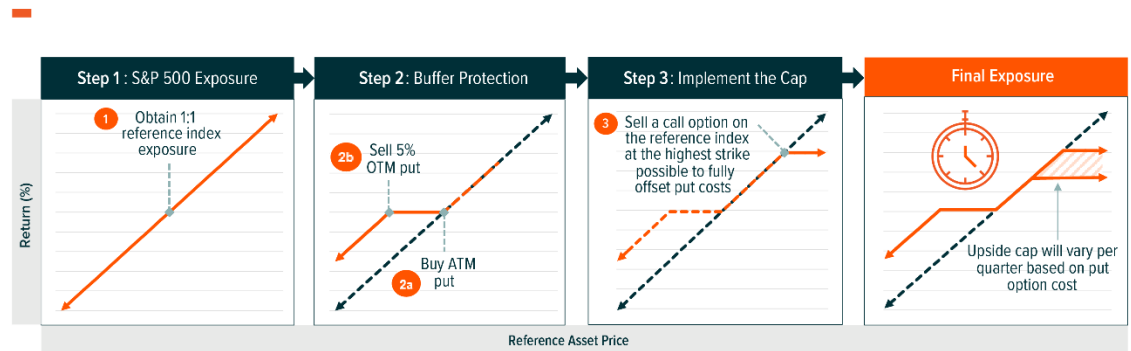 Step 1 : S&P 500 Exposure
Step 2 : Buffer Protection
Step 3 : Implement the Cap
Final Exposure
Return (%)
1
Obtain 1:1
reference index
exposure
2b
Sell 5%
OTM put
2a
Buy ATM
put
3
Sell a call option on
the reference index
at the highest strike
possible to fully
offset put costs
Upside cap will vary per
quarter based on put
option cost
Reference Asset Price